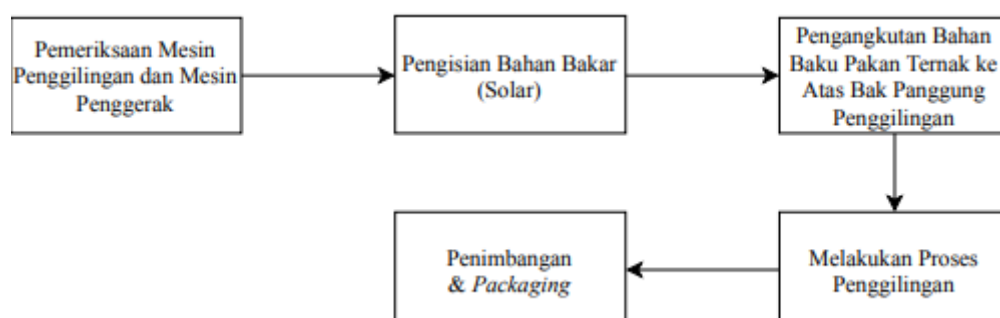 Pemeriksaan Mesin
Penggilingan dan Mesin
Penggerak
Pengisian Bahan Bakar
(Solar)
Pengangkutan Bahan
Baku Pakan Ternak ke
Atas Bak Panggung
Penggilingan
Melakukan Proses
Penggilingan
Penimbangan
& Packaging